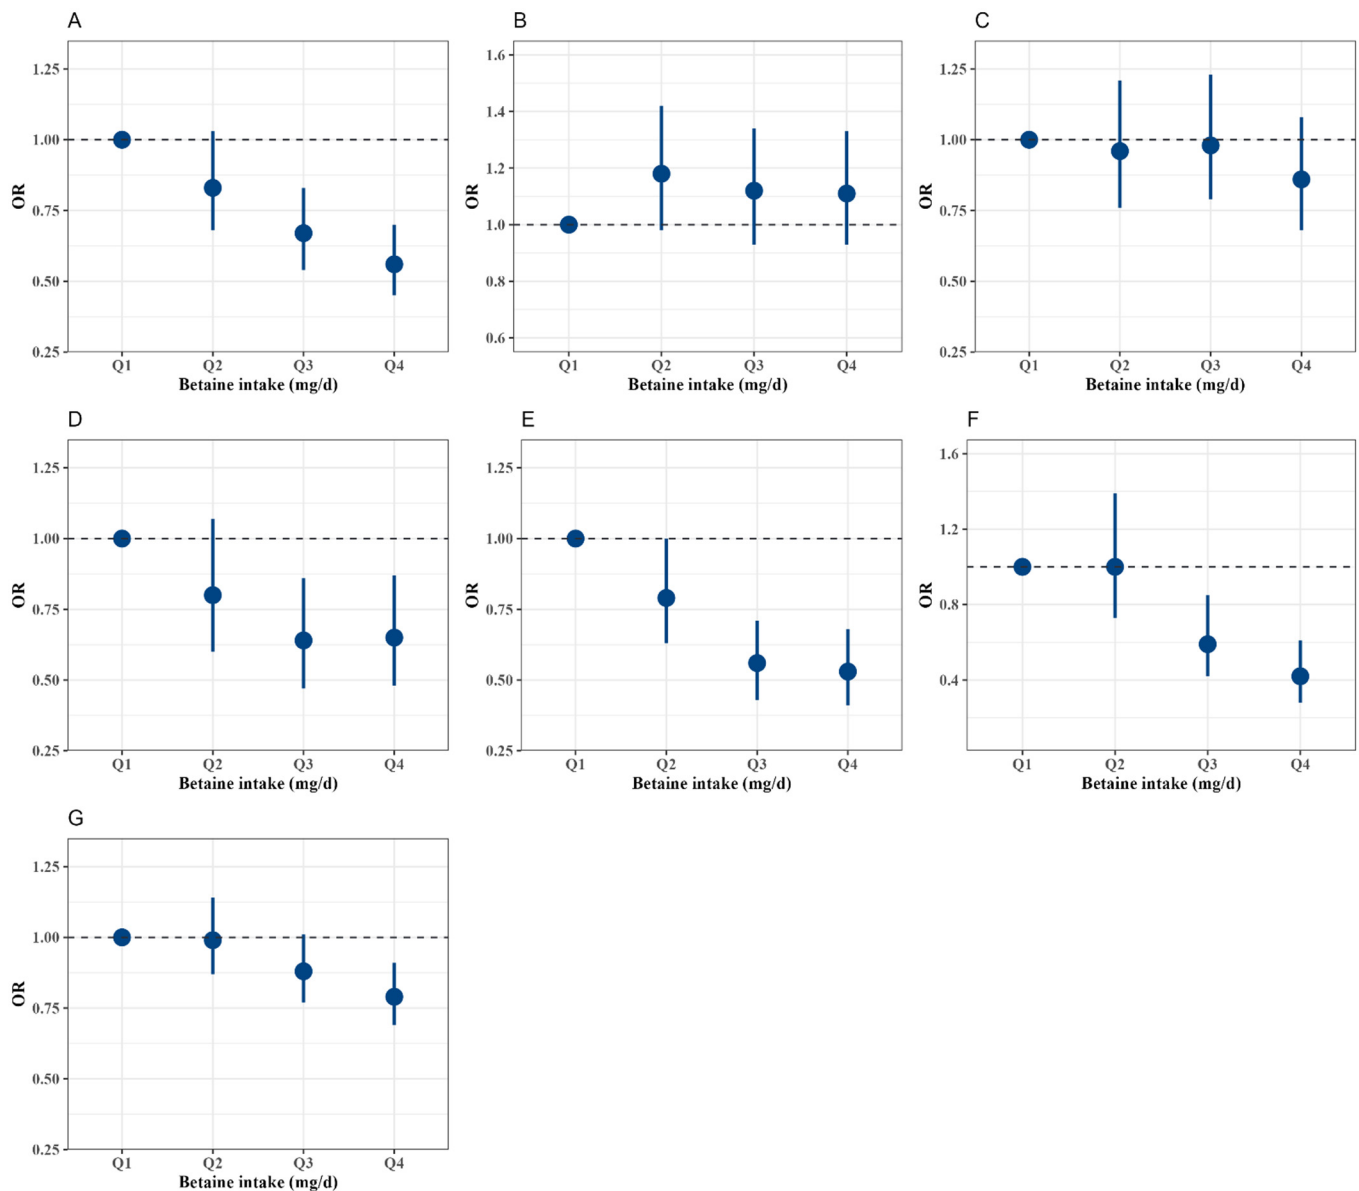 A
1.25
1.00
0.75
0.50
0.25
OR
Q1 Q2 Q3 Q4
Betaine intake (mg/d)
B
1.6
1.4
1.2
1.0
0.8
0.6
OR
Q1 Q2 Q3 Q4
Betaine intake (mg/d)
C
1.25
1.00
0.75
0.50
0.25
OR
Q1 Q2 Q3 Q4
Betaine intake (mg/d)
D
1.25
1.00
0.75
0.50
0.25
OR
Q1 Q2 Q3 Q4
Betaine intake (mg/d)
E
1.25
1.00
0.75
0.50
0.25
OR
Q1 Q2 Q3 Q4
Betaine intake (mg/d)
F
1.6
1.2
0.8
0.4
OR
Q1 Q2 Q3 Q4
Betaine intake (mg/d)
G
1.25
1.00
0.75
0.50
0.25
OR
Q1 Q2 Q3 Q4
Betaine intake (mg/d)